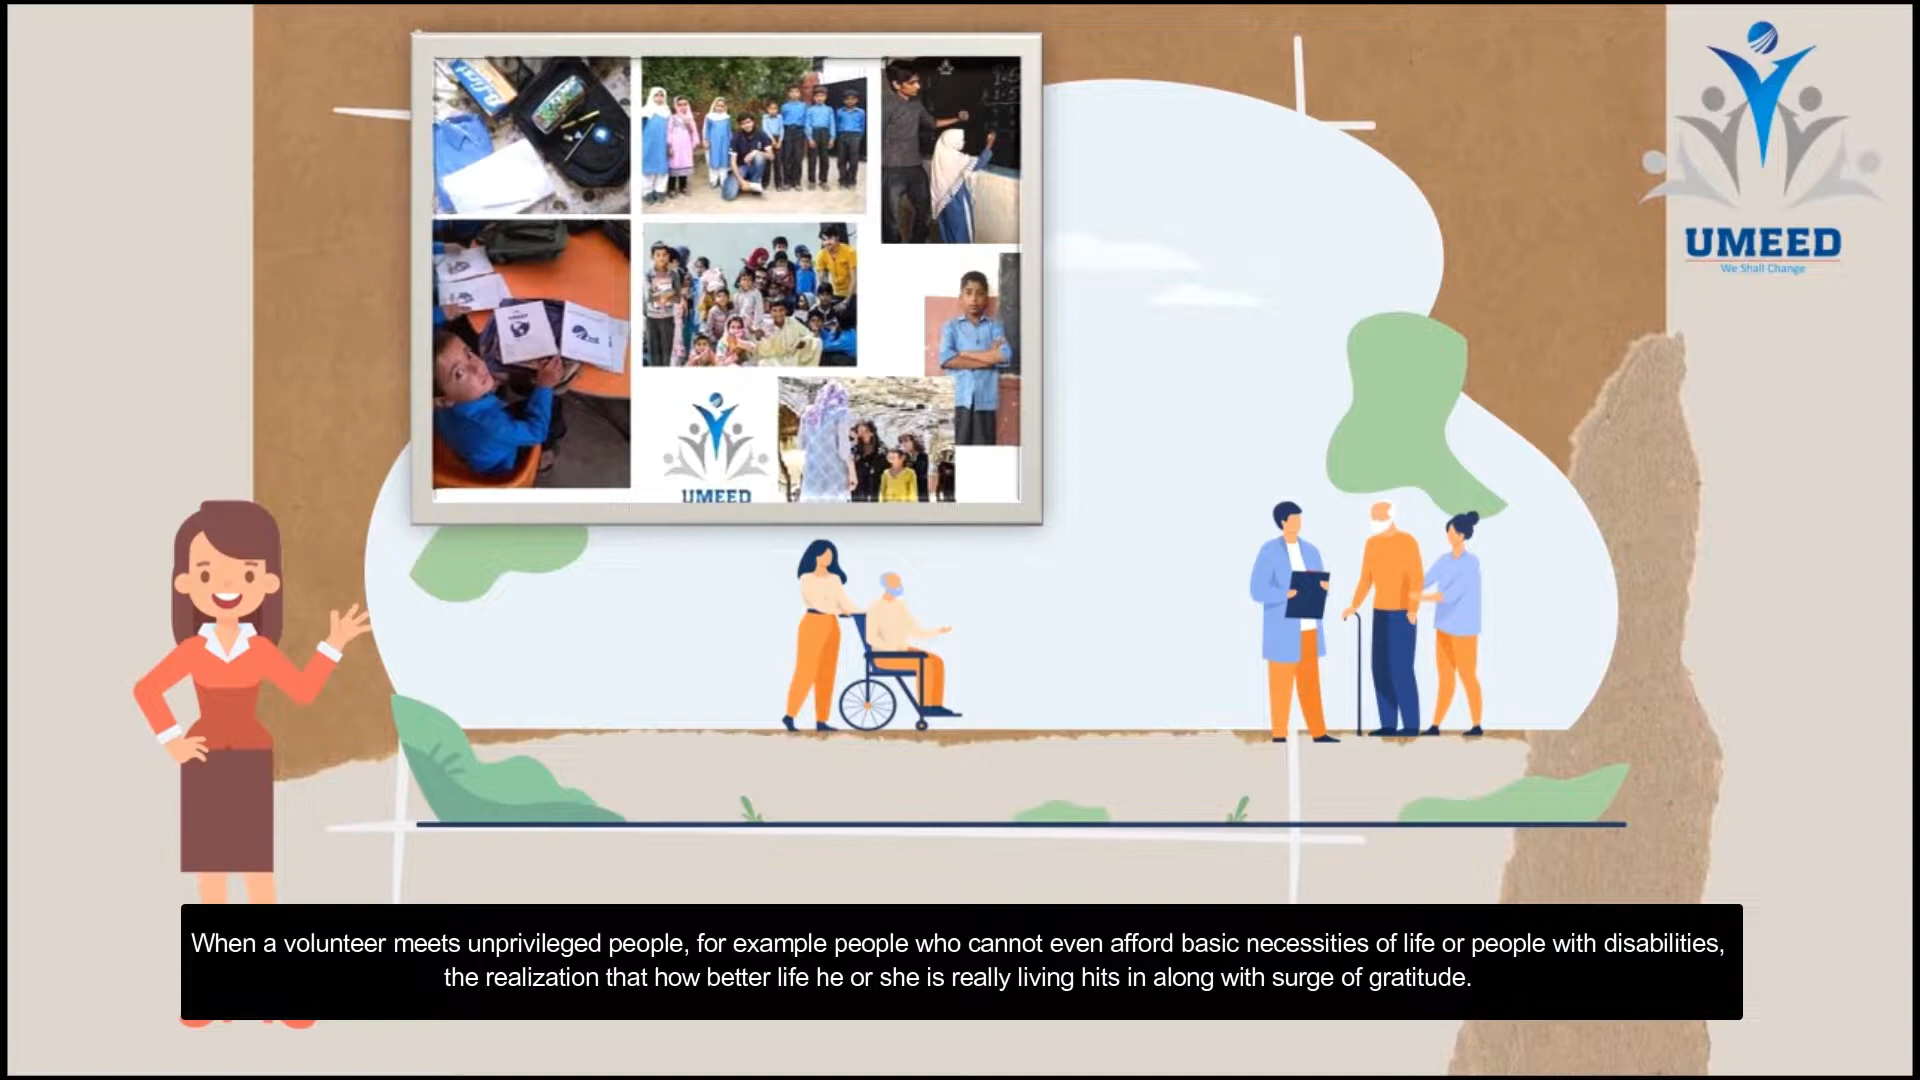 UMEED
We Shall Change
UMEED
When a volunteer meets unprivileged people, for example people who cannot even afford basic necessities of life or people with disabilities,
the realization that how better life he or she is really living hits in along with surge of gratitude.